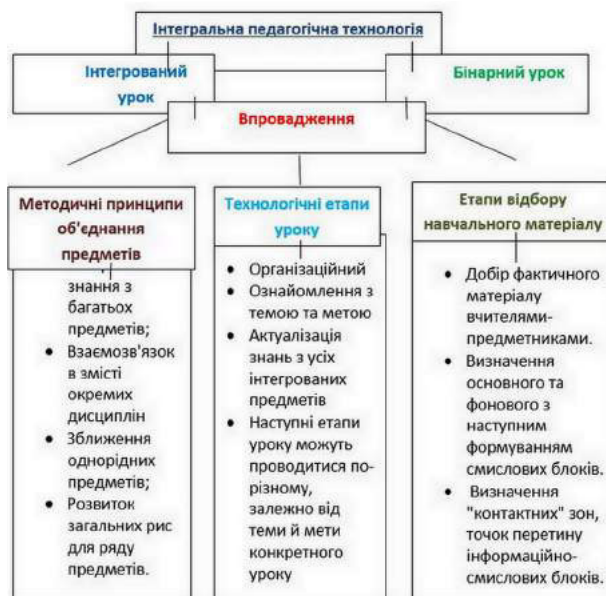 Інтегральна педагогічна технологія
Інтегрований
урок
Бінарний урок
Впровадження
Методичні принципи
об'єднання
предметів
знання з
багатьох
предметів;
• Взаємозв'язок
в змісті
окремих
дисциплін
• Зближення
однорідних
предметів;
• Розвиток
загальних рис
для ряду
предметів.
Технологічні етапи
уроку
• Організаційний
• Ознайомлення з
темою та метою
• Актуалізація
знань з усіх
інтегрованих
предметів
• Наступні етапи
уроку можуть
проводитися по-
різному,
залежно від
теми й мети
конкретного
уроку
Етапи відбору
навчального матеріалу
• Добір фактичного
матеріалу
вчителями-
предметниками.
• Визначення
основного та
фонового з
наступним
формуванням
смислових блоків.
• Визначення
"контактних" зон,
точок перетину
інформаційно-
смислових блоків.